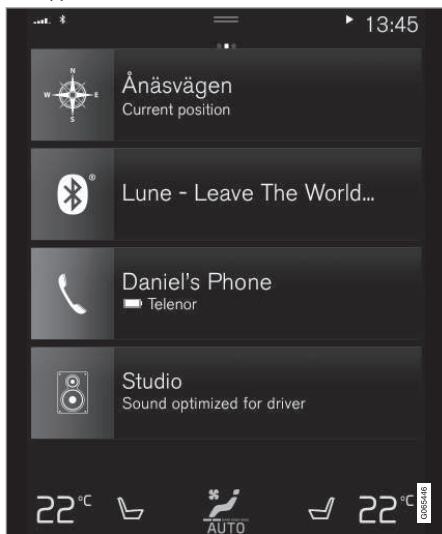 13:45
N
W
E
S
Ånäsvägen
Current position
Lune - Leave The World...
Daniel's Phone
Telenor
Studio
Sound optimized for driver
22°C
AUTO
22°C
G065446